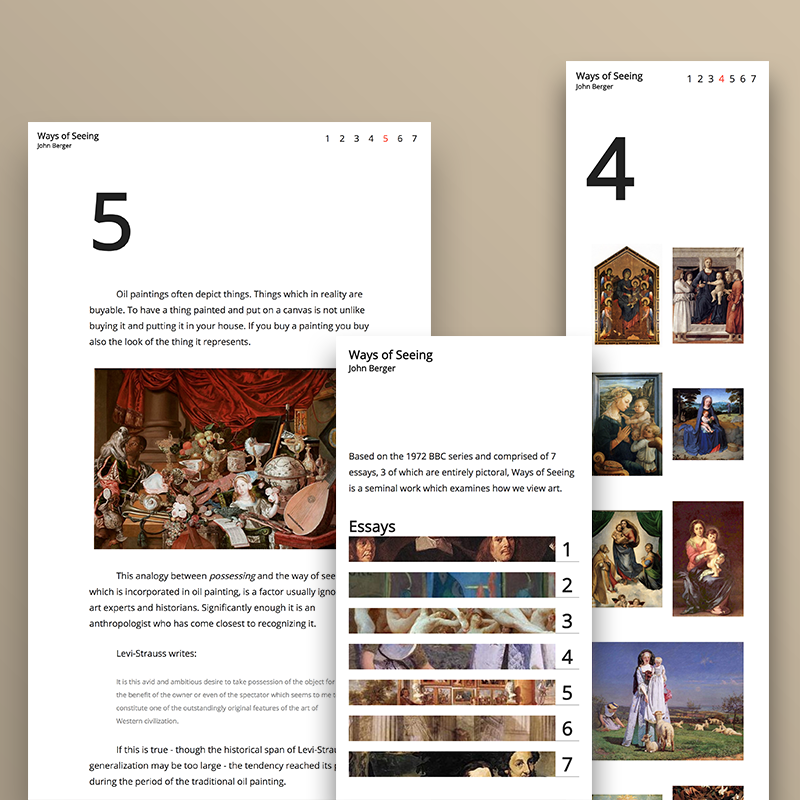 Ways of Seeing
John Berger
1 2 3 4 5 6 7
5
Oil paintings often depict things. Things which in reality are
buyable. To have a thing painted and put on a canvas is not unlike
buying it and putting it in your house. If you buy a painting you buy
also the look of the thing it represents.
This analogy between possessing and the way of see
which is incorporated in oil painting, is a factor usually igno
art experts and historians. Significantly enough it is an
anthropologist who has come closest to recognizing it.
Levi-Strauss writes:
It is this avid and ambitious desire to take possession of the object for
the benefit of the owner or even of the spectator which seems to me t
constitute one of the outstandingly original features of the art of
Western civilization.
If this is true - though the historical span of Levi-Strau
generalization may be too large - the tendency reached its p
during the period of the traditional oil painting.
Ways of Seeing
John Berger
Based on the 1972 BBC series and comprised of 7
essays, 3 of which are entirely pictoral, Ways of Seeing
is a seminal work which examines how we view art.
Essays
1
2
3
4
5
6
7
Ways of Seeing
John Berger
1 2 3 4 5 6 7
4